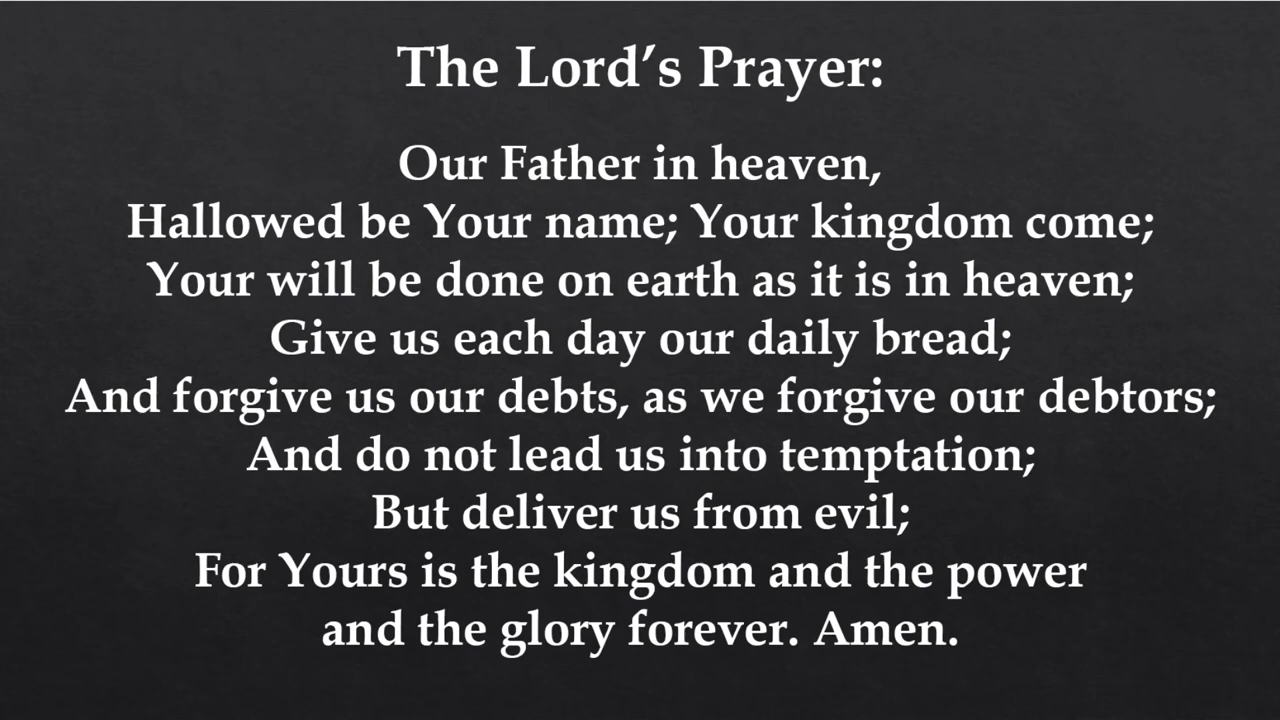 The Lord’s Prayer:
Our Father in heaven,
Hallowed be Your name; Your kingdom come;
Your will be done on earth as it is in heaven;
Give us each day our daily bread;
And forgive us our debts, as we forgive our debtors;
And do not lead us into temptation;
But deliver us from evil;
For Yours is the kingdom and the power
and the glory forever. Amen.